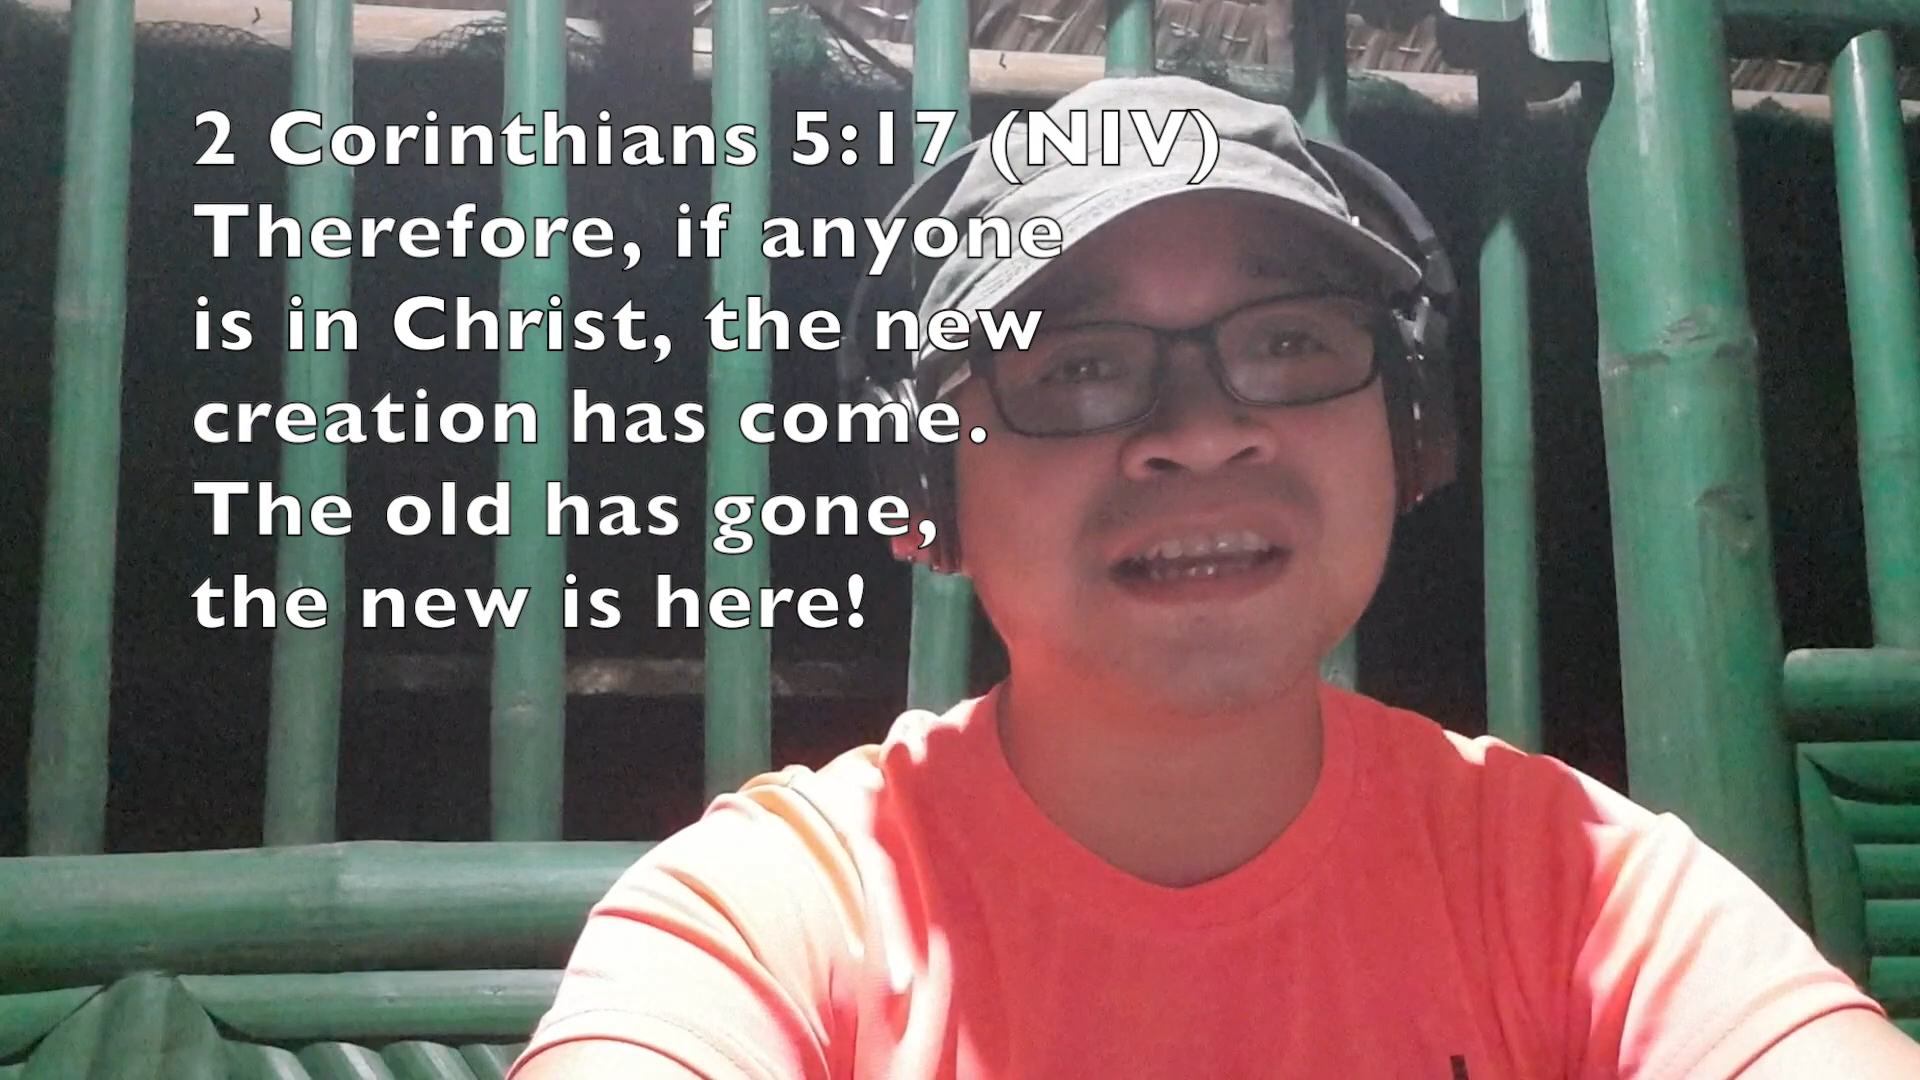 2 Corinthians 5:17 (NIV)
Therefore, if anyone
is in Christ, the new
creation has come.
The old has gone,
the new is here!